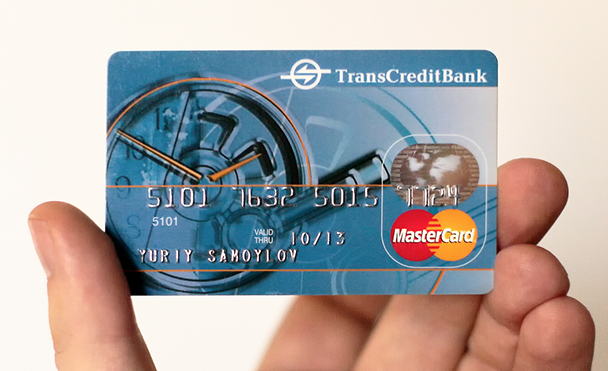 TransCreditBank
5101 7632 5015
5101
VALID THRU 10/13
YURIY SAMOYLOV
MasterCard